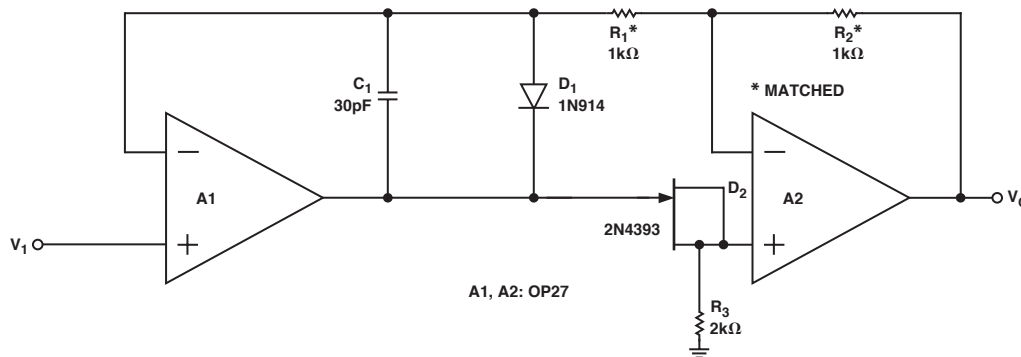 R1*
1kΩ
R2*
1kΩ
C1
30pF
D1
1N914
* MATCHED
A1
D2
A2
V1
2N4393
A1, A2: OP27
R3
2kΩ